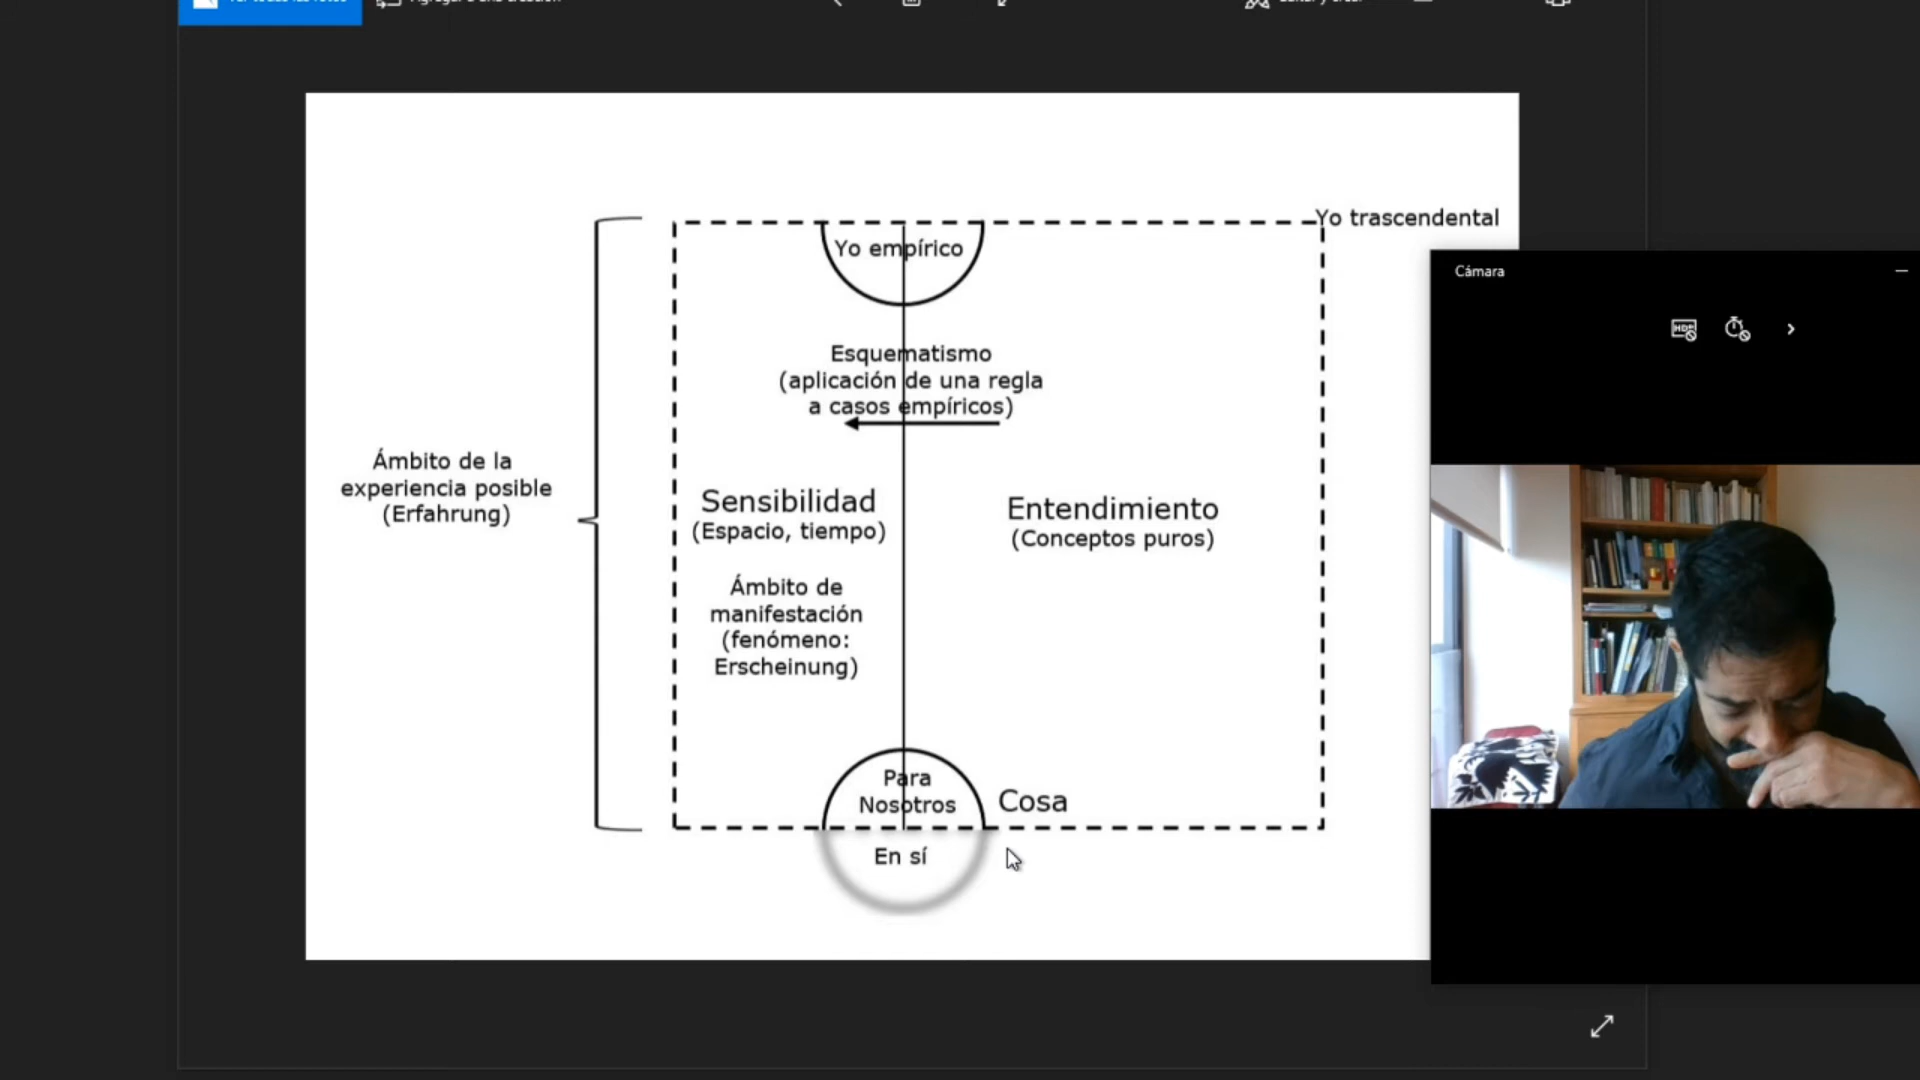 Yo trascendental
Yo empírico
Esquematismo
(aplicación de una regla
a casos empíricos)
Ámbito de la
experiencia posible
(Erfahrung)
Sensibilidad
(Espacio, tiempo)
Entendimiento
(Conceptos puros)
Ámbito de
manifestación
(fenómeno:
Erscheinung)
Para
Nosotros
Cosa
En sí
Cámara
HDR